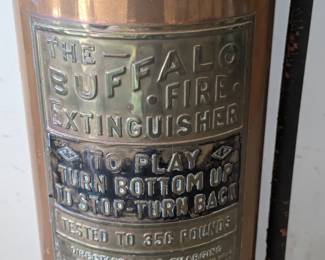 THE BUFFALO
FIRE
EXTINGUISHER
TO PLAY
TURN BOTTOM UP
TO STOP-TURN BACK
TESTED TO 350 POUNDS